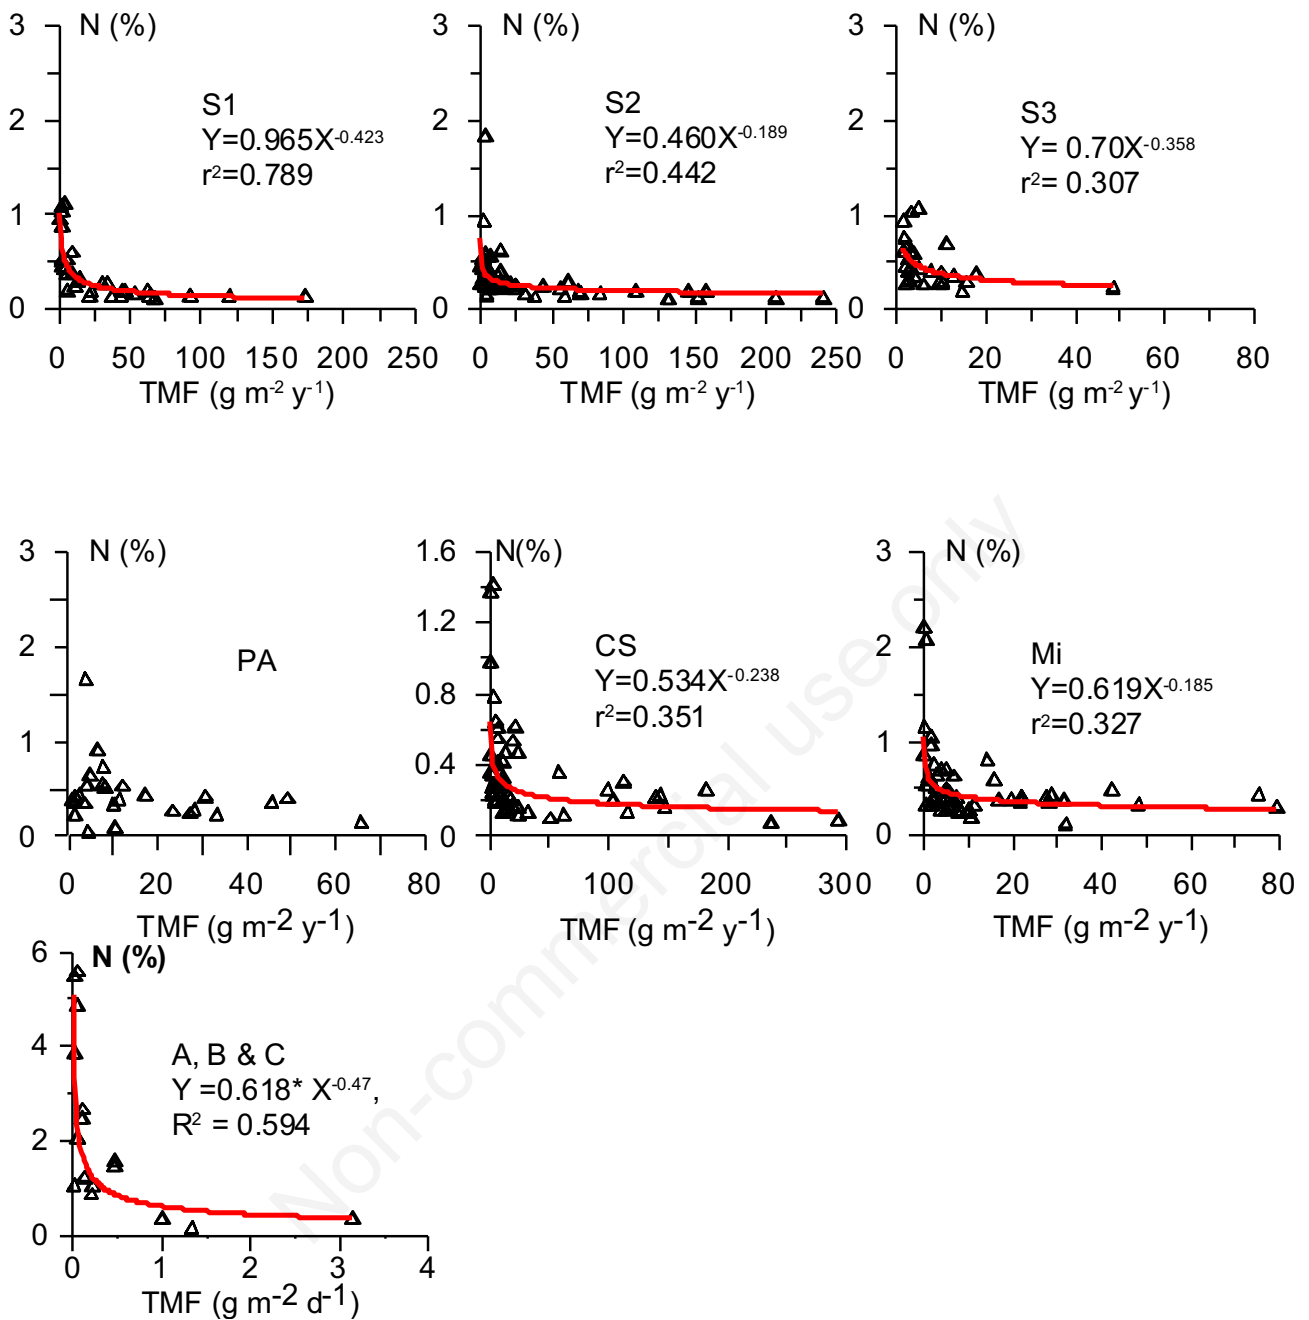 N (%)
S1
Y=0.965X-0.423
r2=0.789
3
2
1
0
0 50 100 150 200 250
TMF (g m-2 y-1)
N (%)
S2
Y=0.460X-0.189
r2=0.442
3
2
1
0
0 50 100 150 200 250
TMF (g m-2 y-1)
N (%)
S3
Y= 0.70X-0.358
r2= 0.307
3
2
1
0
0 20 40 60 80
TMF (g m-2 y-1)
N (%)
PA
3
2
1
0
0 20 40 60 80
TMF (g m-2 y-1)
N(%)
CS
Y=0.534X-0.238
r2=0.351
1.6
1.2
0.8
0.4
0
0 100 200 300
TMF (g m-2 y-1)
N (%)
Mi
Y=0.619X-0.185
r2=0.327
3
2
1
0
0 20 40 60 80
TMF (g m-2 y-1)
N (%)
A, B & C
Y =0.618* X-0.47,
R2 = 0.594
6
4
2
0
0 1 2 3 4
TMF (g m-2 d-1)
Non-commercial use only